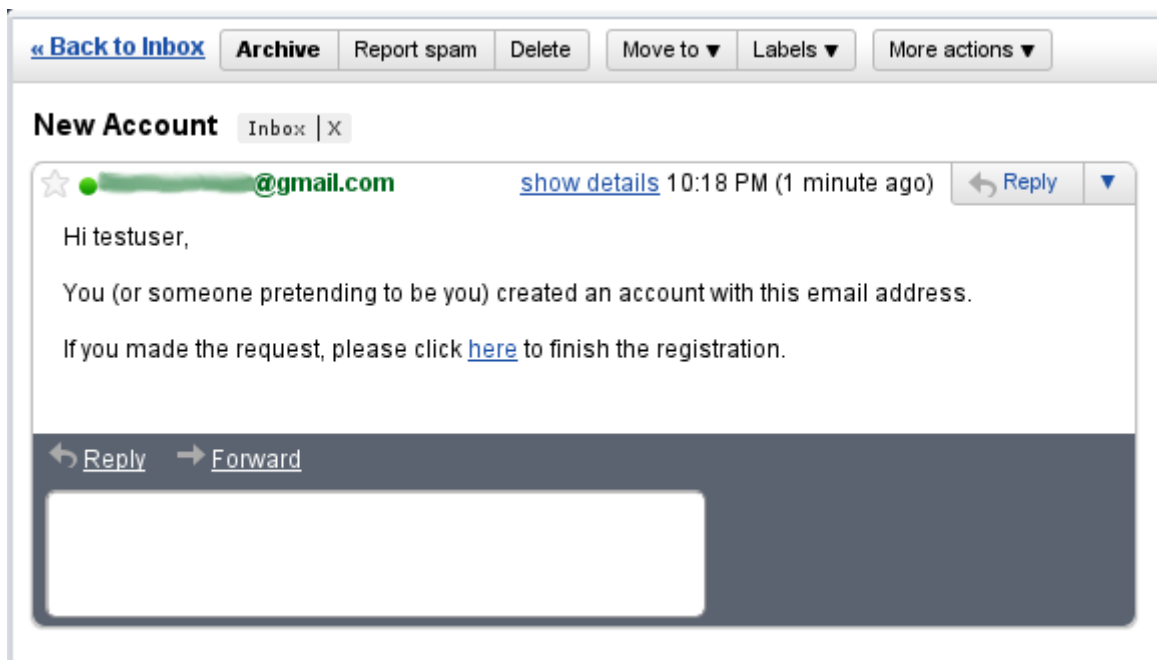 « Back to Inbox Archive Report spam Delete Move to ▼ Labels ▼ More actions ▼
New Account Inbox | X
@gmail.com show details 10:18 PM (1 minute ago) Reply ▼
Hi testuser,
You (or someone pretending to be you) created an account with this email address.
If you made the request, please click here to finish the registration.
Reply Forward